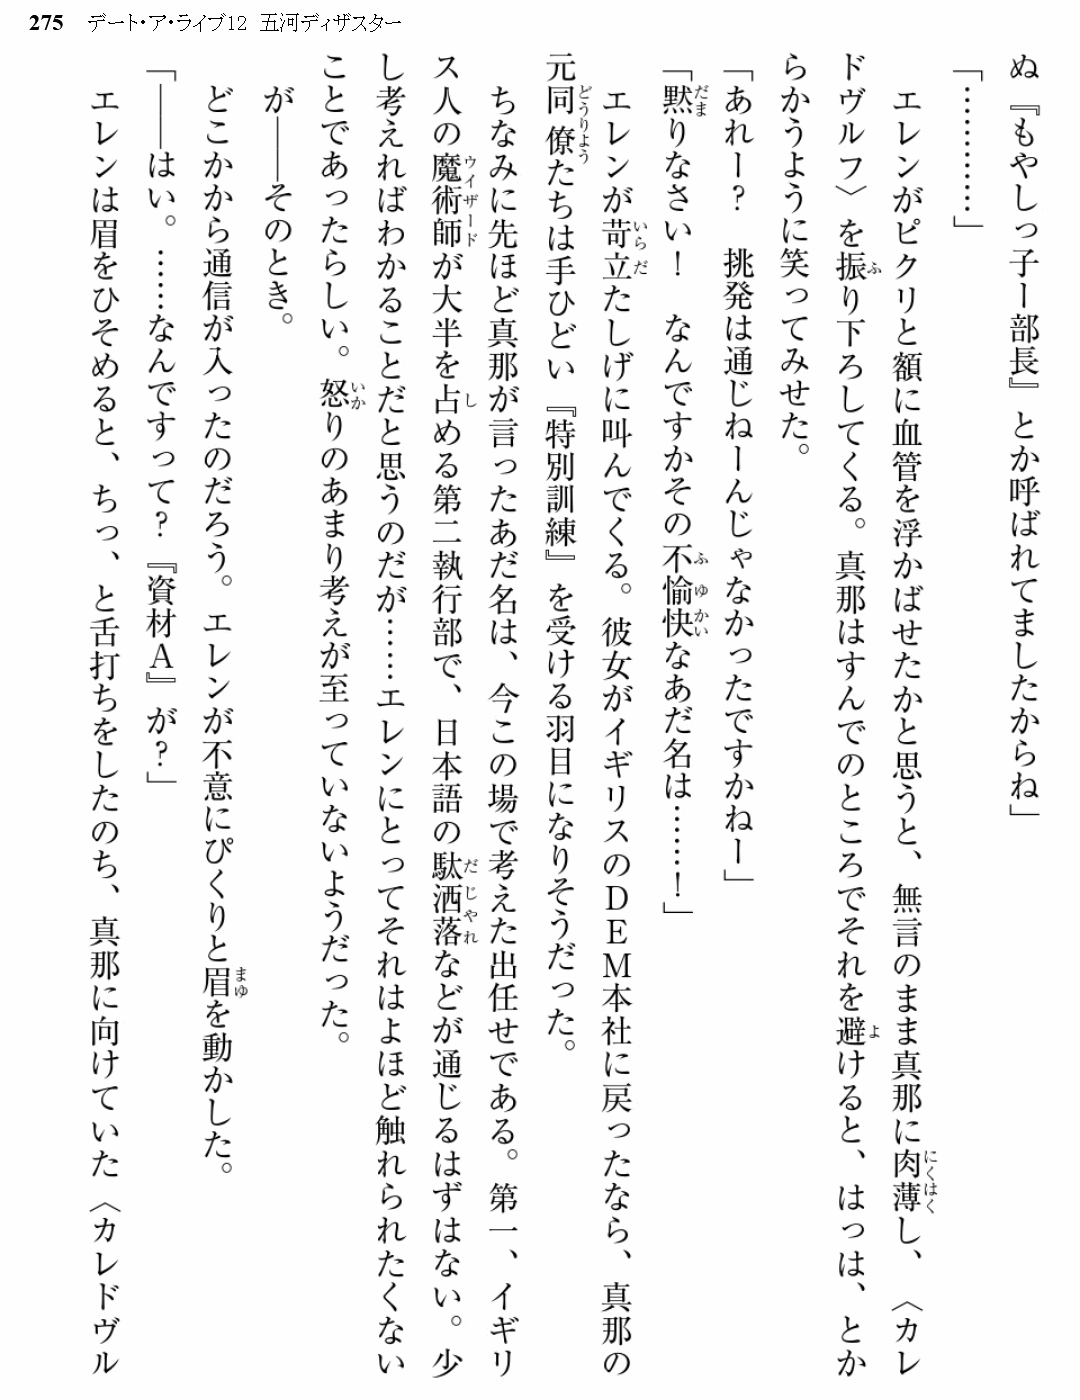 275 デート・ア・ライブ12 五河ディザスター
ぬ『もやしっ子ー部長』とか呼ばれてましたからね」
「…………」
エレンがピクリと額に血管を浮かばせたかと思うと、無言のまま真那に肉薄し、〈カレ
ドヴルフ〉を振り下ろしてくる。真那はすんでのところでそれを避けると、はっは、とか
らかうように笑ってみせた。
「あれー？　挑発は通じねーんじゃなかったですかねー」
「黙りなさい！　なんですかその不愉快なあだ名は……！」
エレンが苛立たしげに叫んでくる。彼女がイギリスのＤＥＭ本社に戻ったなら、真那の
元同僚たちは手ひどい『特別訓練』を受ける羽目になりそうだった。
ちなみに先ほど真那が言ったあだ名は、今この場で考えた出任せである。第一、イギリ
ス人の魔術師が大半を占める第二執行部で、日本語の駄洒落などが通じるはずはない。少
し考えればわかることだと思うのだが……エレンにとってそれはよほど触れられたくない
ことであったらしい。怒りのあまり考えが至っていないようだった。
が――そのとき。
どこかから通信が入ったのだろう。エレンが不意にぴくりと眉を動かした。
「――はい。……なんですって？『資材Ａ』が？」
エレンは眉をひそめると、ちっ、と舌打ちをしたのち、真那に向けていた〈カレドヴル